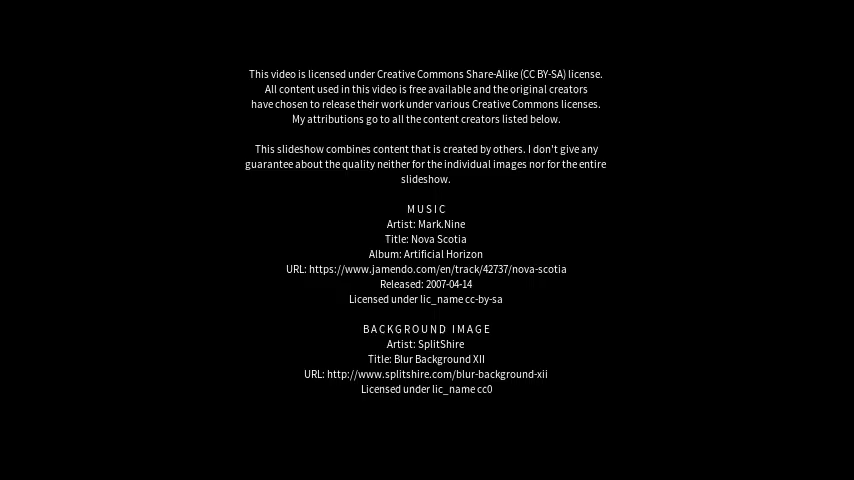 This video is licensed under Creative Commons Share-Alike (CC BY-SA) license.
All content used in this video is free available and the original creators
have chosen to release their work under various Creative Commons licenses.
My attributions go to all the content creators listed below.
This slideshow combines content that is created by others. I don't give any
guarantee about the quality neither for the individual images nor for the entire
slideshow.
MUSIC
Artist: Mark.Nine
Title: Nova Scotia
Album: Artificial Horizon
URL: https://www.jamendo.com/en/track/42737/nova-scotia
Released: 2007-04-14
Licensed under lic_name cc-by-sa
BACKGROUND IMAGE
Artist: SplitShire
Title: Blur Background XII
URL: http://www.splitshire.com/blur-background-xii
Licensed under lic_name cc0